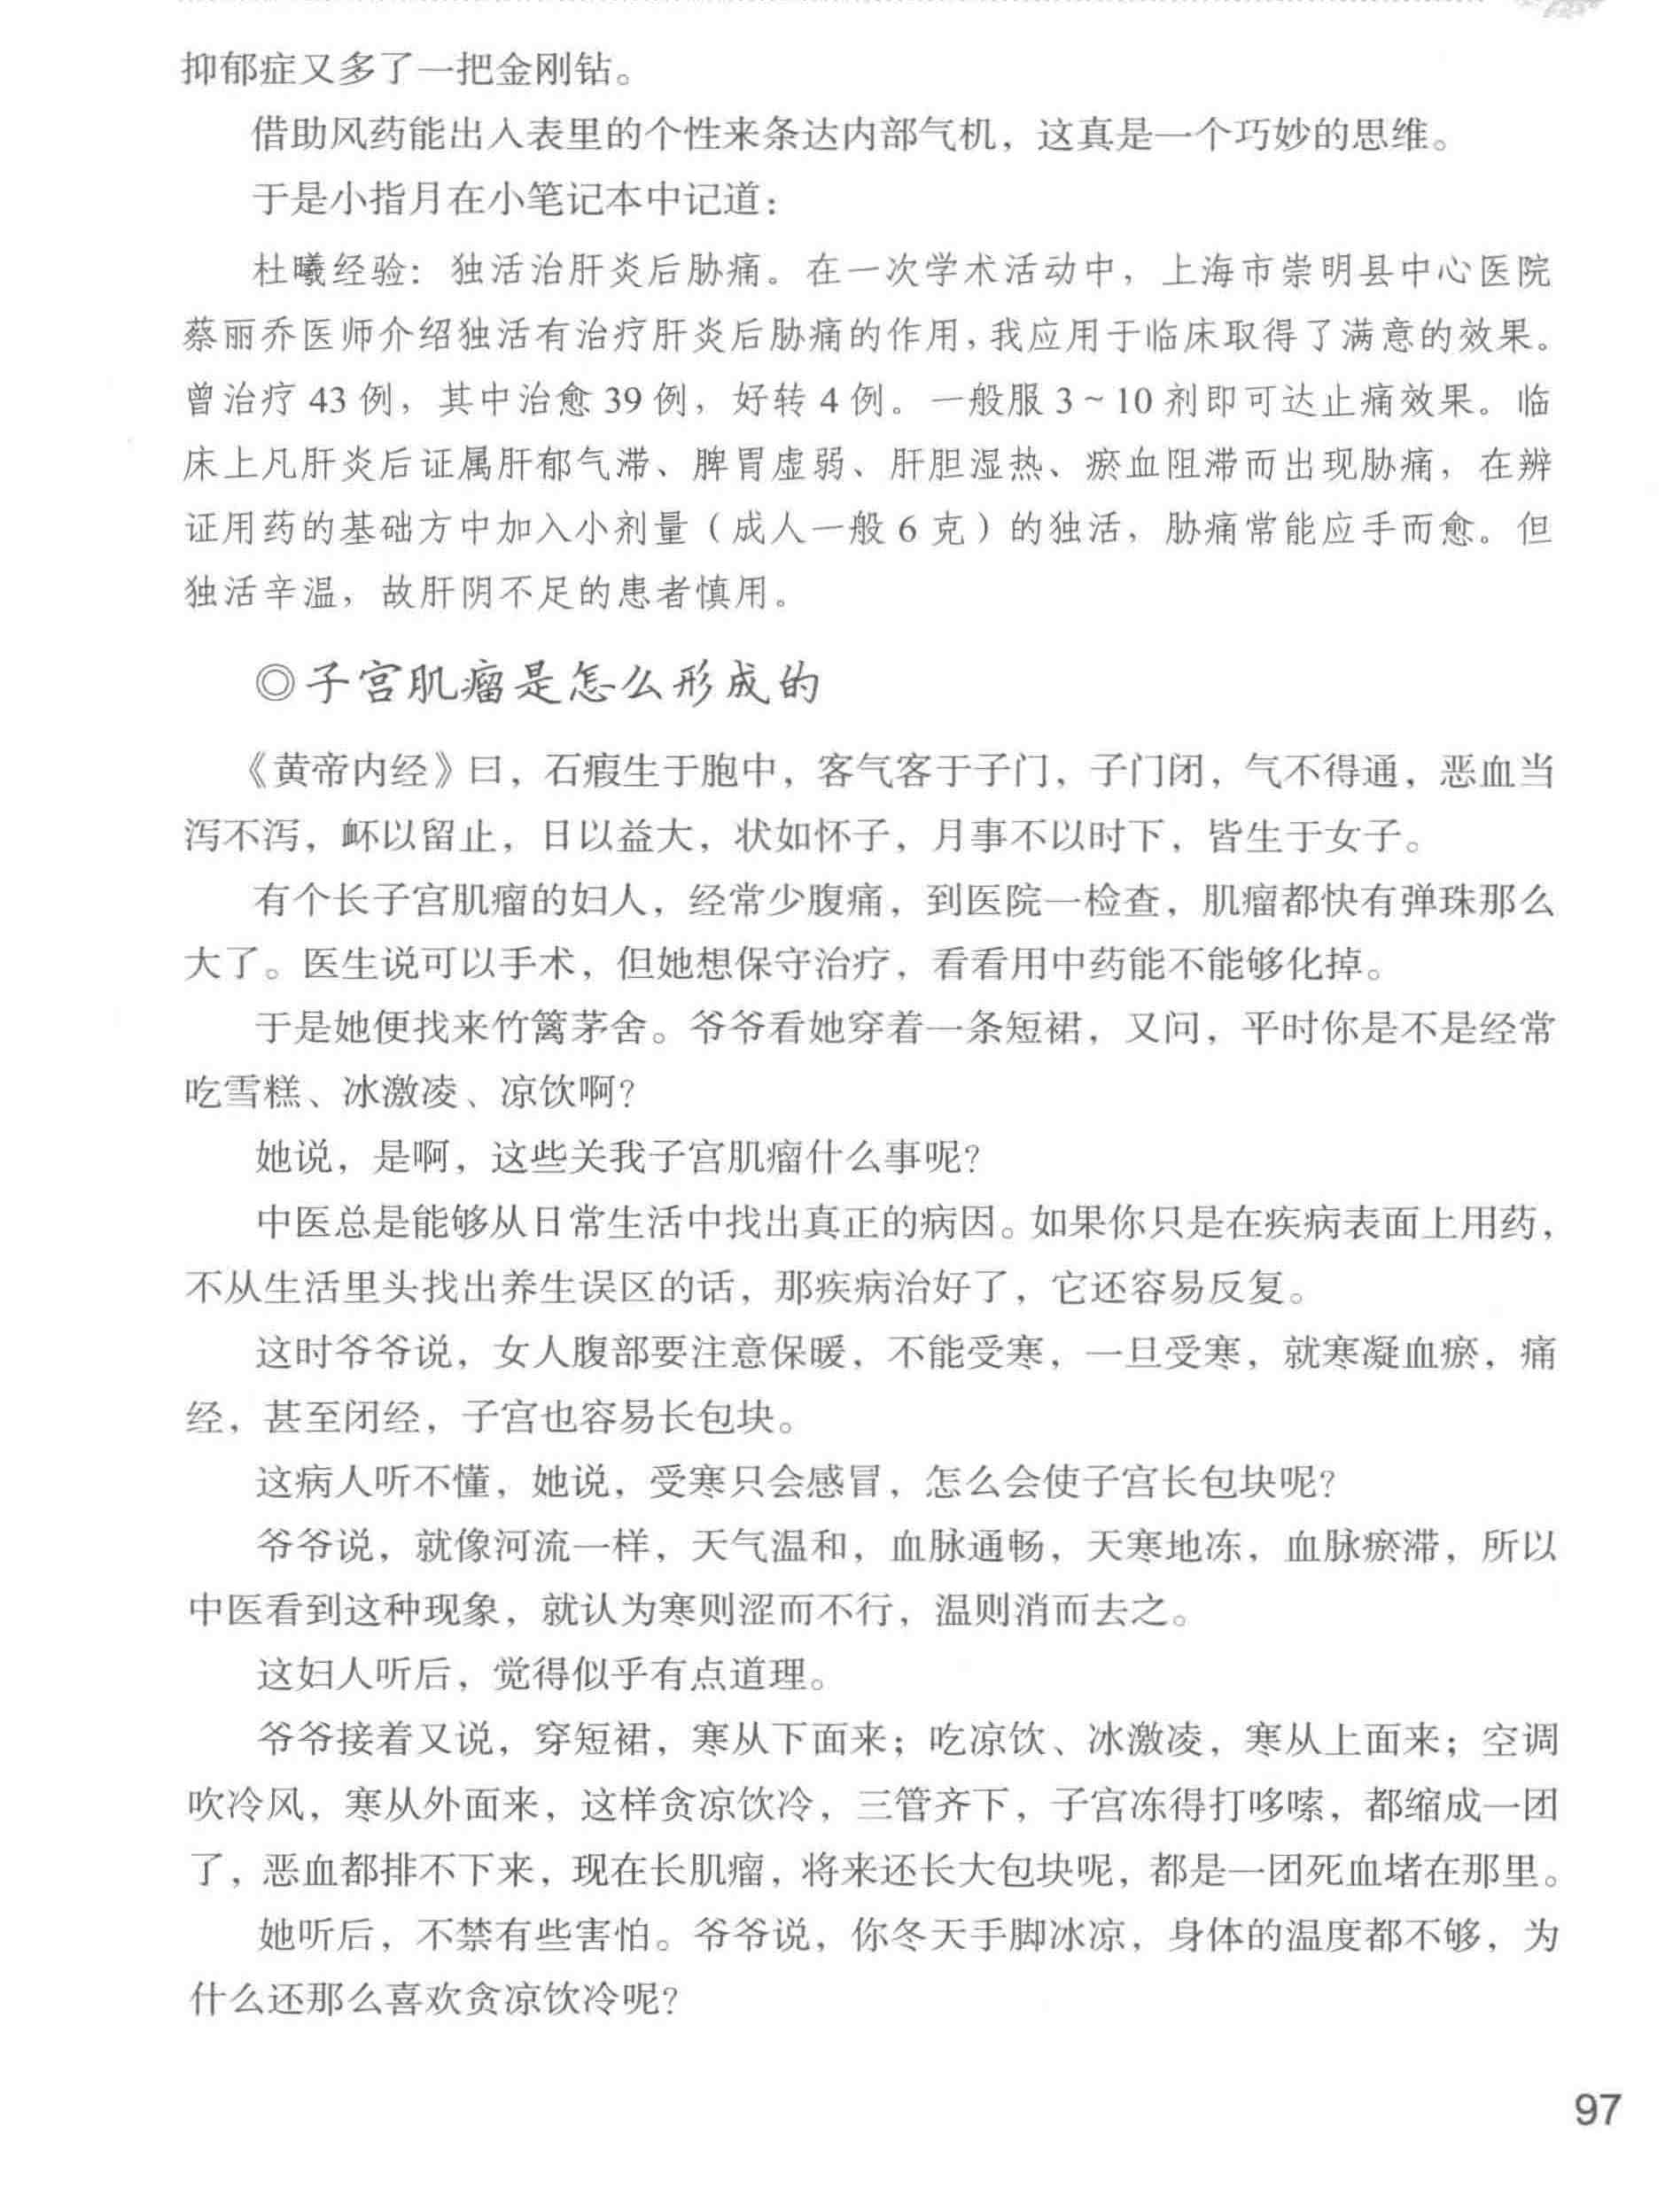 抑郁症又多了一把金刚钻。
借助风药能出入表里的个性来条达内部气机，这真是一个巧妙的思维。
于是小指月在小笔记本中记道：
杜曦经验：独活治肝炎后胁痛。在一次学术活动中，上海市崇明县中心医院
蔡丽乔医师介绍独活有治疗肝炎后胁痛的作用，我应用于临床取得了满意的效果。
曾治疗 43 例，其中治愈 39 例，好转 4 例。一般服 3～10 剂即可达止痛效果。临
床上凡肝炎后证属肝郁气滞、脾胃虚弱、肝胆湿热、瘀血阻滞而出现胁痛，在辨
证用药的基础方中加入小剂量（成人一般 6 克）的独活，胁痛常能应手而愈。但
独活辛温，故肝阴不足的患者慎用。
◎子宫肌瘤是怎么形成的
《黄帝内经》曰，石瘕生于胞中，客气客于子门，子门闭，气不得通，恶血当
泻不泻，衃以留止，日以益大，状如怀子，月事不以时下，皆生于女子。
有个长子宫肌瘤的妇人，经常少腹痛，到医院一检查，肌瘤都快有弹珠那么
大了。医生说可以手术，但她想保守治疗，看看用中药能不能够化掉。
于是她便找来竹篱茅舍。爷爷看她穿着一条短裙，又问，平时你是不是经常
吃雪糕、冰激凌、凉饮啊？
她说，是啊，这些关我子宫肌瘤什么事呢？
中医总是能够从日常生活中找出真正的病因。如果你只是在疾病表面上用药，
不从生活里头找出养生误区的话，那疾病治好了，它还容易反复。
这时爷爷说，女人腹部要注意保暖，不能受寒，一旦受寒，就寒凝血瘀，痛
经，甚至闭经，子宫也容易长包块。
这病人听不懂，她说，受寒只会感冒，怎么会使子宫长包块呢？
爷爷说，就像河流一样，天气温和，血脉通畅，天寒地冻，血脉瘀滞，所以
中医看到这种现象，就认为寒则涩而不行，温则消而去之。
这妇人听后，觉得似乎有点道理。
爷爷接着又说，穿短裙，寒从下面来；吃凉饮、冰激凌，寒从上面来；空调
吹冷风，寒从外面来，这样贪凉饮冷，三管齐下，子宫冻得打哆嗦，都缩成一团
了，恶血都排不下来，现在长肌瘤，将来还长大包块呢，都是一团死血堵在那里。
她听后，不禁有些害怕。爷爷说，你冬天手脚冰凉，身体的温度都不够，为
什么还那么喜欢贪凉饮冷呢？
97